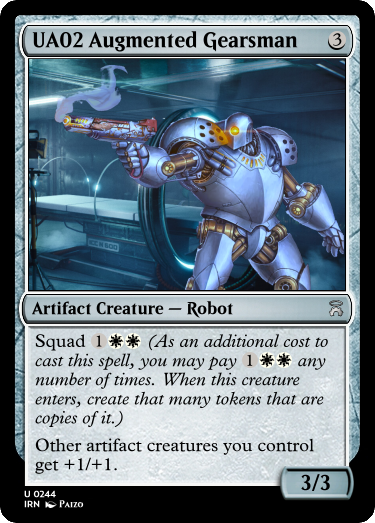 UA02 Augmented Gearsman 3
Artifact Creature — Robot
Squad 1 (As an additional cost to
cast this spell, you may pay 1 any
number of times. When this creature
enters, create that many tokens that are
copies of it.)
Other artifact creatures you control
get +1/+1.
3/3
U 0244
IRN Paizo